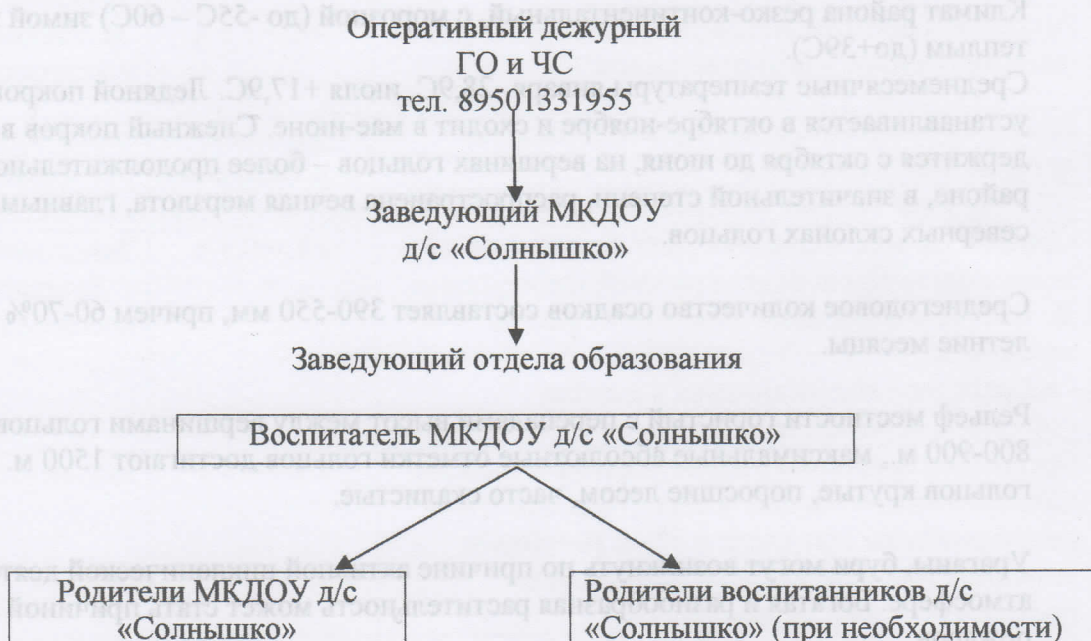 Оперативный дежурный
ГО и ЧС
тел. 89501331955
Заведующий МКДОУ
д/с «Солнышко»
Заведующий отдела образования
Воспитатель МКДОУ д/с «Солнышко»
Родители МКДОУ д/с
«Солнышко»
Родители воспитанников д/с
«Солнышко» (при необходимости)